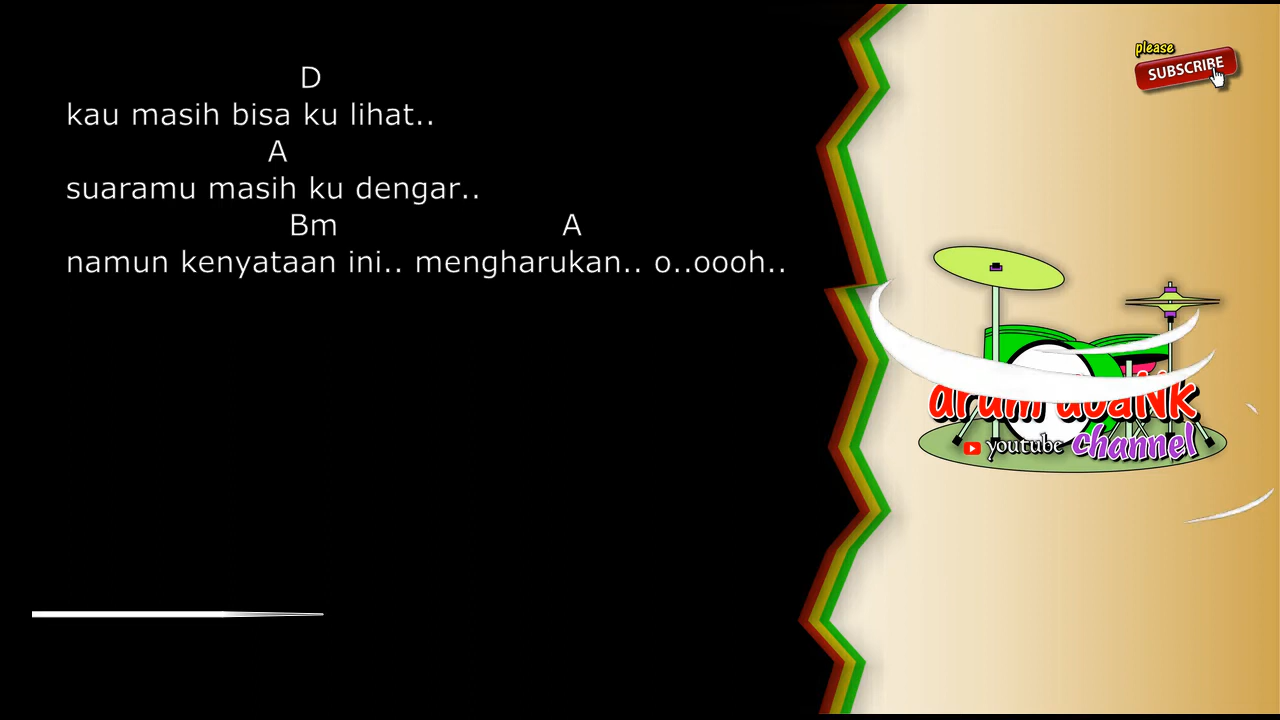 D
kau masih bisa ku lihat..
A
suaramu masih ku dengar..
Bm A
namun kenyataan ini.. mengharukan.. o..oooh..
please
SUBSCRIBE
youtube channel